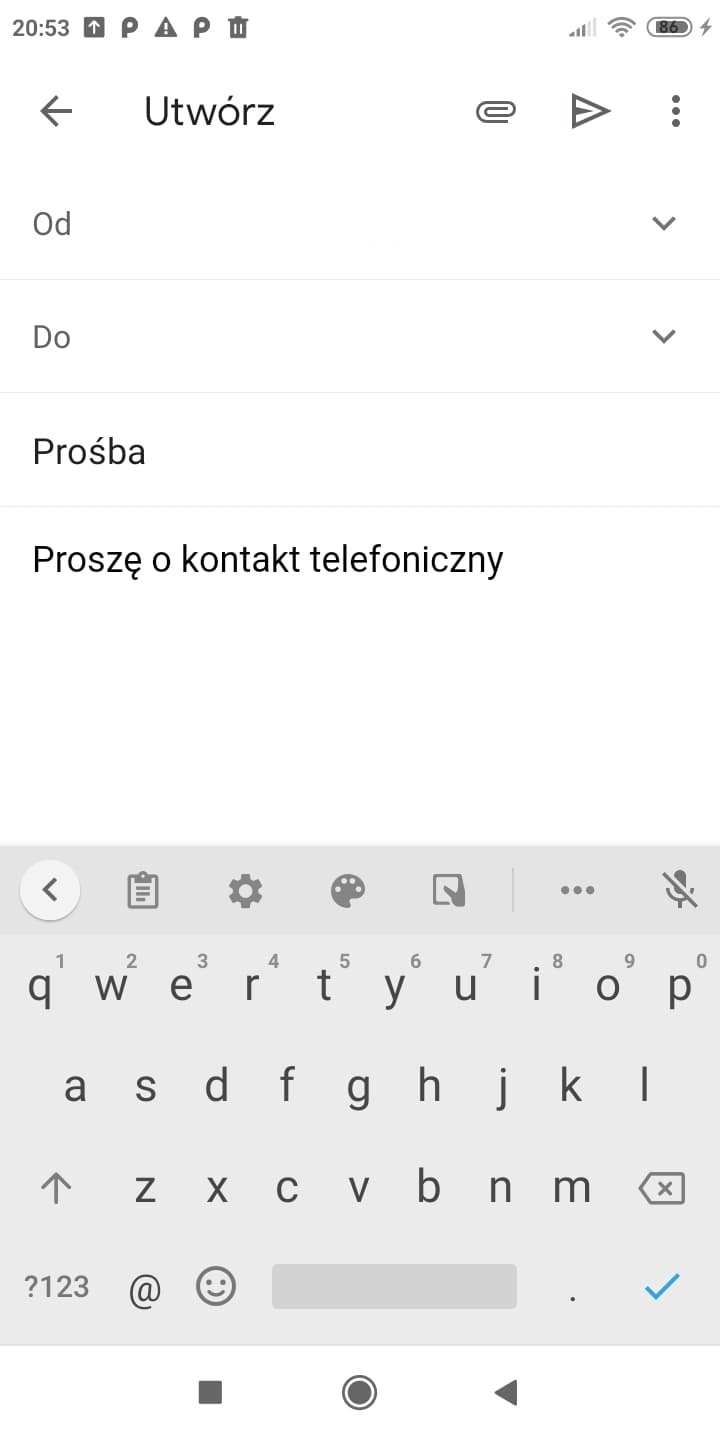 20:53
86
Utwórz
Od
Do
Prośba
Proszę o kontakt telefoniczny
1 2 3 4 5 6 7 8 9 0
q w e r t y u i o p
a s d f g h j k l
z x c v b n m
?123 @ .